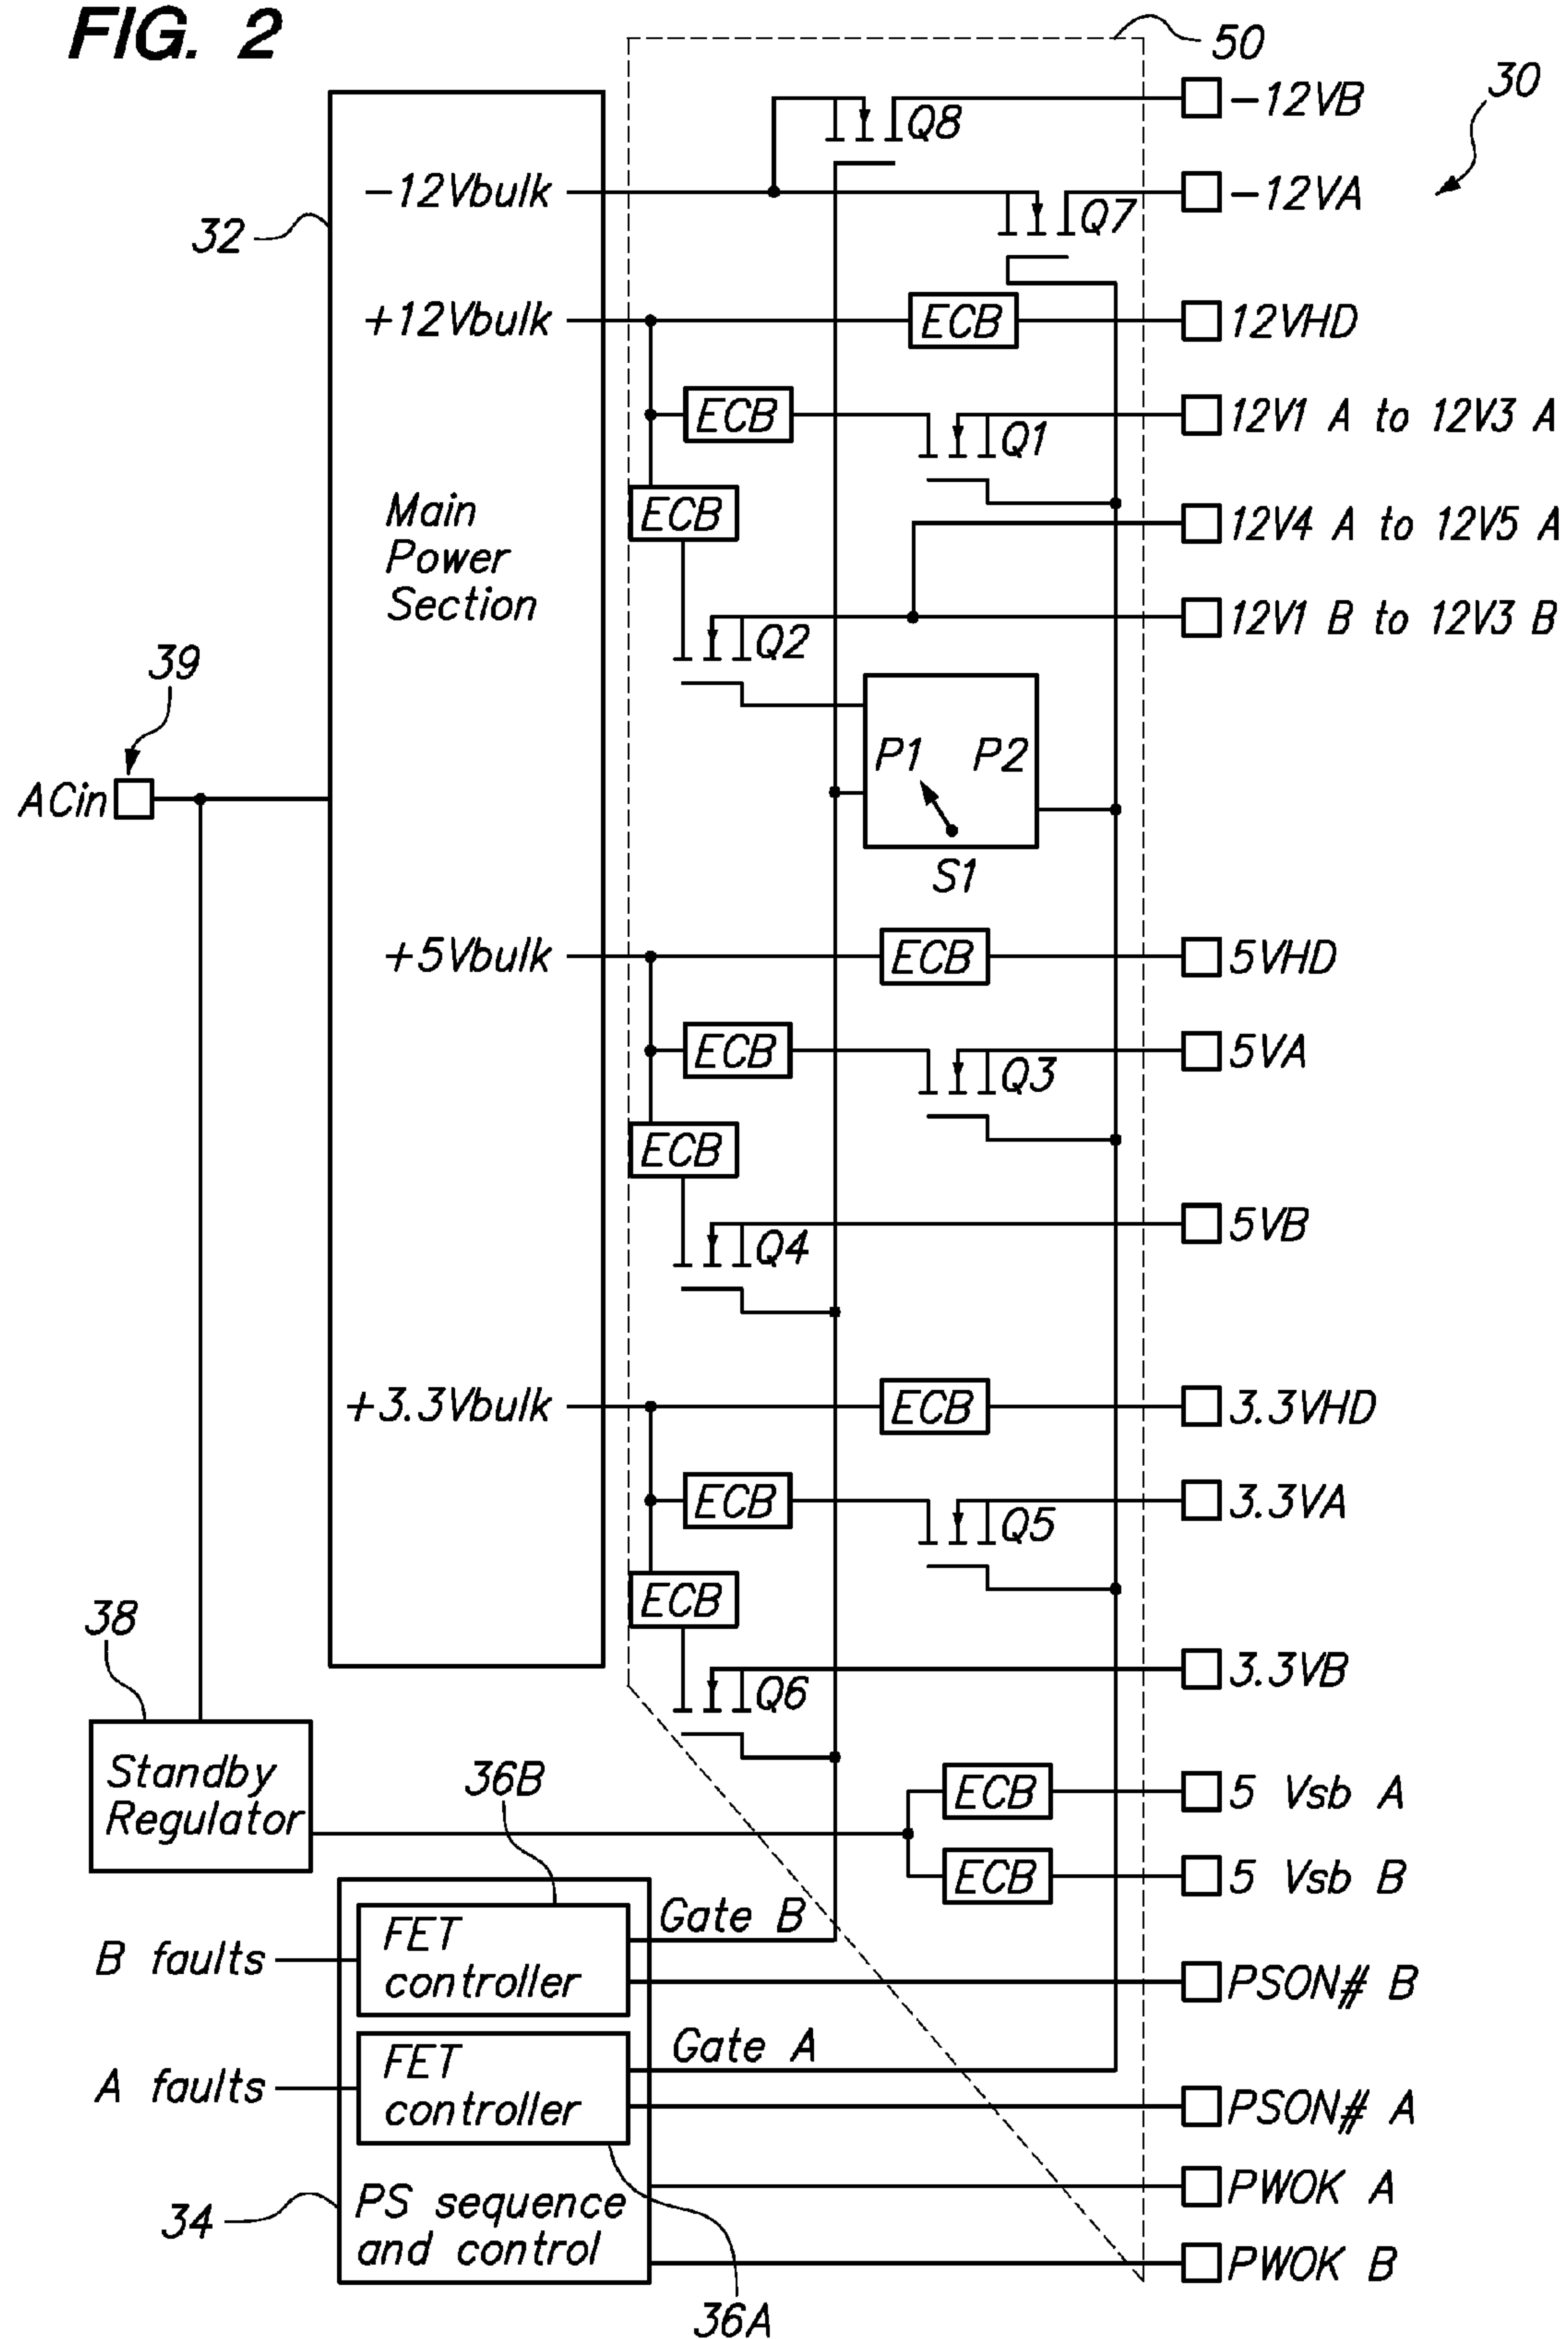 FIG. 2
50
30
-12VB
Q8
-12Vbulk
-12VA
Q7
32
+12Vbulk
ECB
12VHD
ECB
Q1
12V1 A to 12V3 A
Main
Power
Section
ECB
12V4 A to 12V5 A
Q2
12V1 B to 12V3 B
39
P1 P2
ACin
S1
+5Vbulk
ECB
5VHD
ECB
Q3
5VA
ECB
Q4
5VB
+3.3Vbulk
ECB
3.3VHD
ECB
Q5
3.3VA
ECB
38
Q6
3.3VB
Standby
Regulator
36B
ECB
5 Vsb A
ECB
5 Vsb B
Gate B
B faults
FET
controller
PSON# B
Gate A
A faults
FET
controller
PSON# A
34
PS sequence
and control
PWOK A
PWOK B
36A